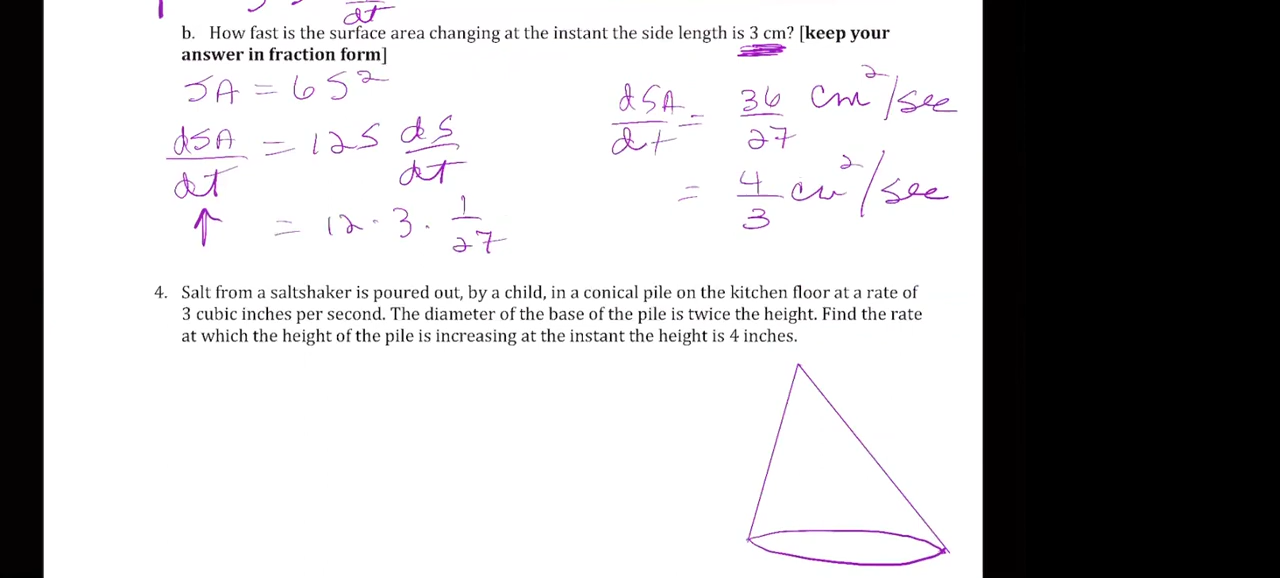 dt
b. How fast is the surface area changing at the instant the side length is 3 cm? [keep your
answer in fraction form]
SA = 6S²
dSA/dt = 12S dS/dt
↑ = 12 · 3 · 1/27
dSA/dt = 36/27 cm²/sec
= 4/3 cm²/sec
4. Salt from a saltshaker is poured out, by a child, in a conical pile on the kitchen floor at a rate of
3 cubic inches per second. The diameter of the base of the pile is twice the height. Find the rate
at which the height of the pile is increasing at the instant the height is 4 inches.